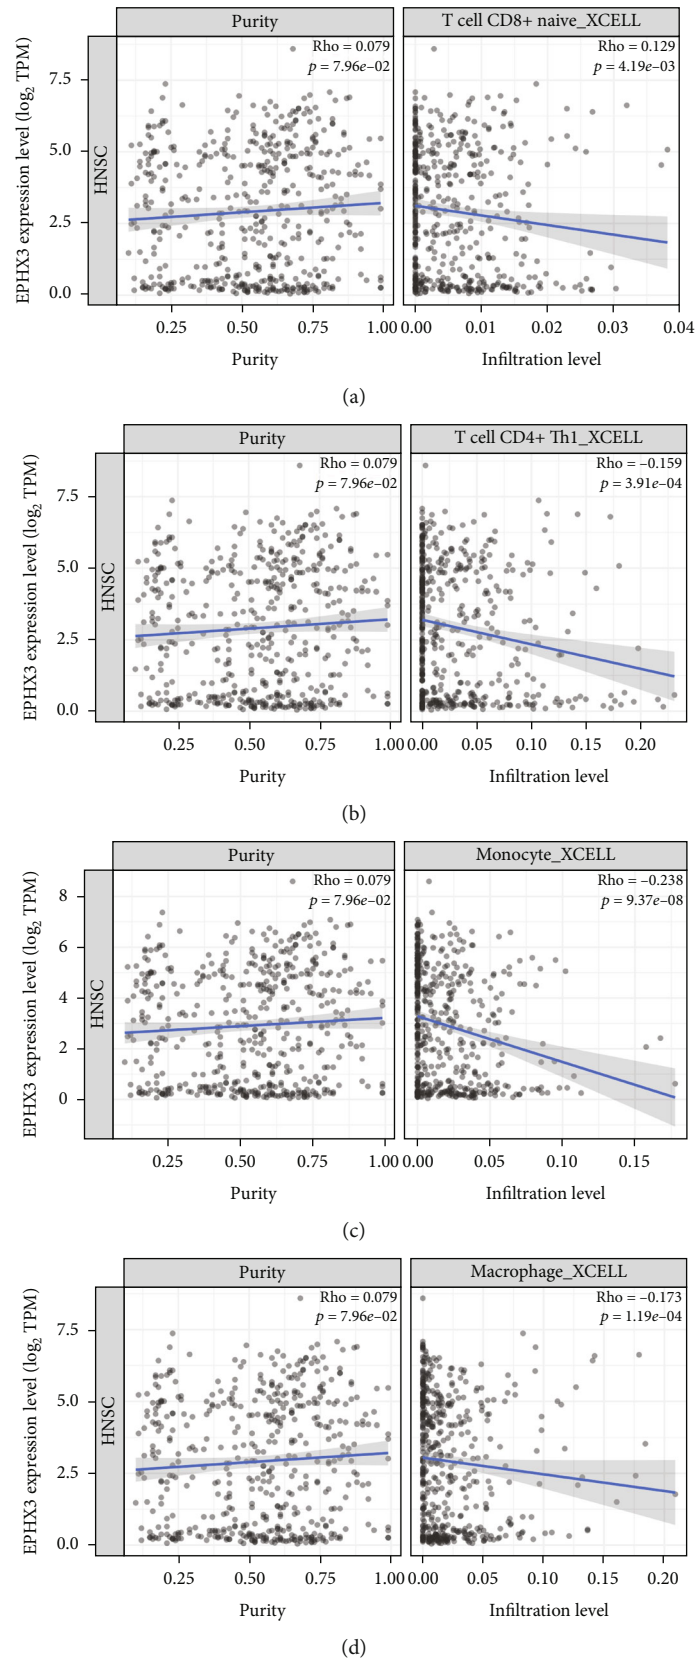 Purity
T cell CD8+ naive_XCELL
EPHX3 expression level (log2 TPM)
HNSC
Rho = 0.079
p = 7.96e–02
Rho = 0.129
p = 4.19e–03
7.5
5.0
2.5
0.0
0.25 0.50 0.75 1.00
0.00 0.01 0.02 0.03 0.04
Purity
Infiltration level
(a)
Purity
T cell CD4+ Th1_XCELL
EPHX3 expression level (log2 TPM)
HNSC
Rho = 0.079
p = 7.96e–02
Rho = –0.159
p = 3.91e–04
7.5
5.0
2.5
0.0
0.25 0.50 0.75 1.00
0.00 0.05 0.10 0.15 0.20
Purity
Infiltration level
(b)
Purity
Monocyte_XCELL
EPHX3 expression level (log2 TPM)
HNSC
Rho = 0.079
p = 7.96e–02
Rho = –0.238
p = 9.37e–08
8
6
4
2
0
0.25 0.50 0.75 1.00
0.00 0.05 0.10 0.15
Purity
Infiltration level
(c)
Purity
Macrophage_XCELL
EPHX3 expression level (log2 TPM)
HNSC
Rho = 0.079
p = 7.96e–02
Rho = –0.173
p = 1.19e–04
7.5
5.0
2.5
0.0
0.25 0.50 0.75 1.00
0.00 0.05 0.10 0.15 0.20
Purity
Infiltration level
(d)